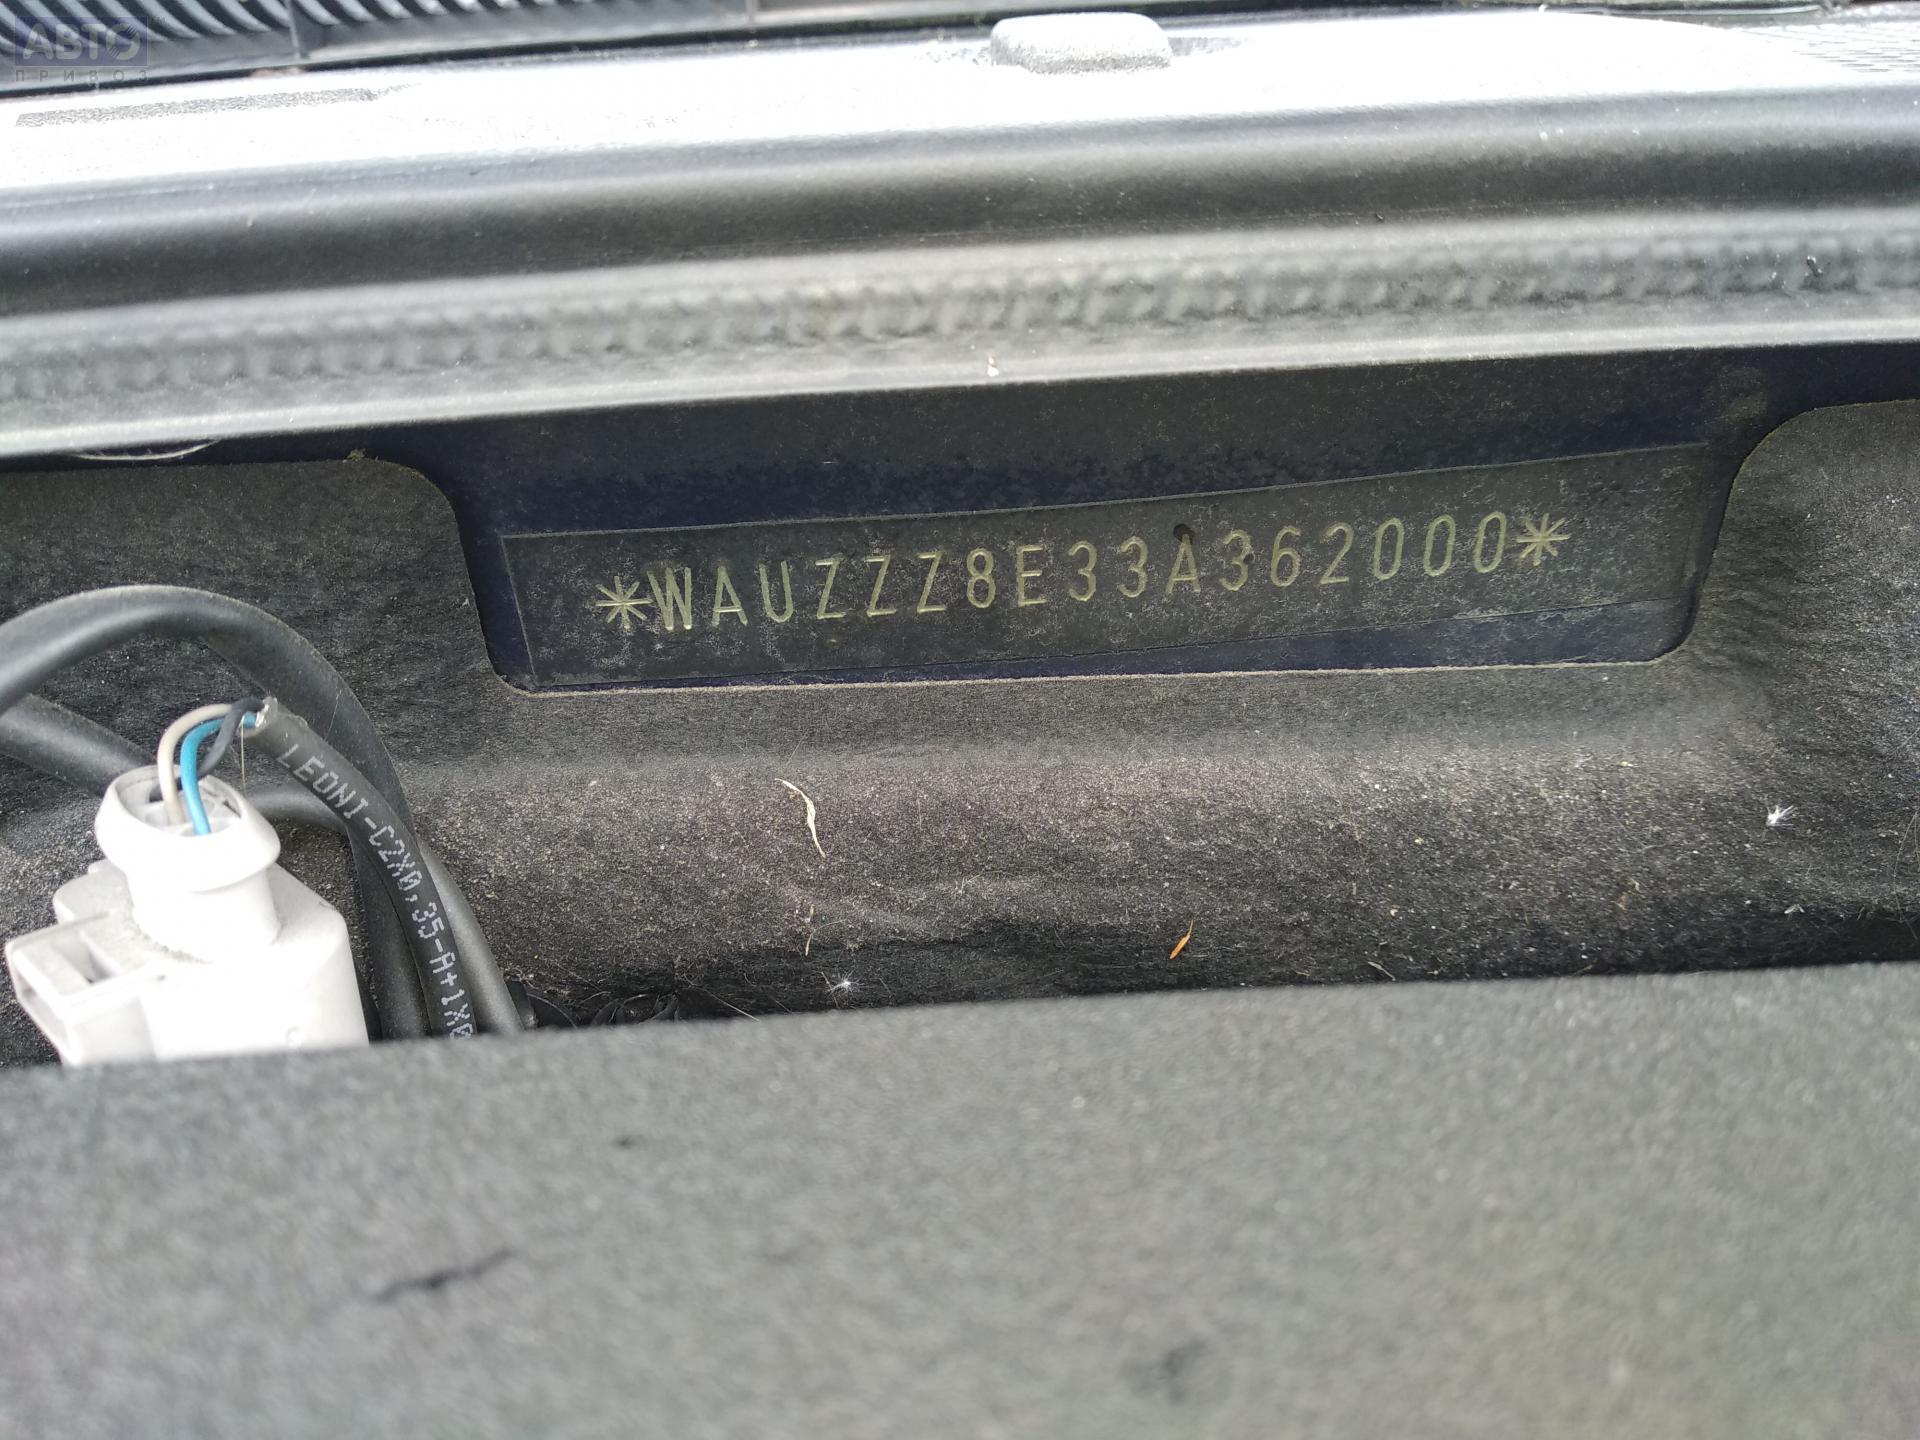 АВТО
ПРИВОЗ
*WAUZZZ8E33A362000*
LEONI-C2X0,35-A+1X0